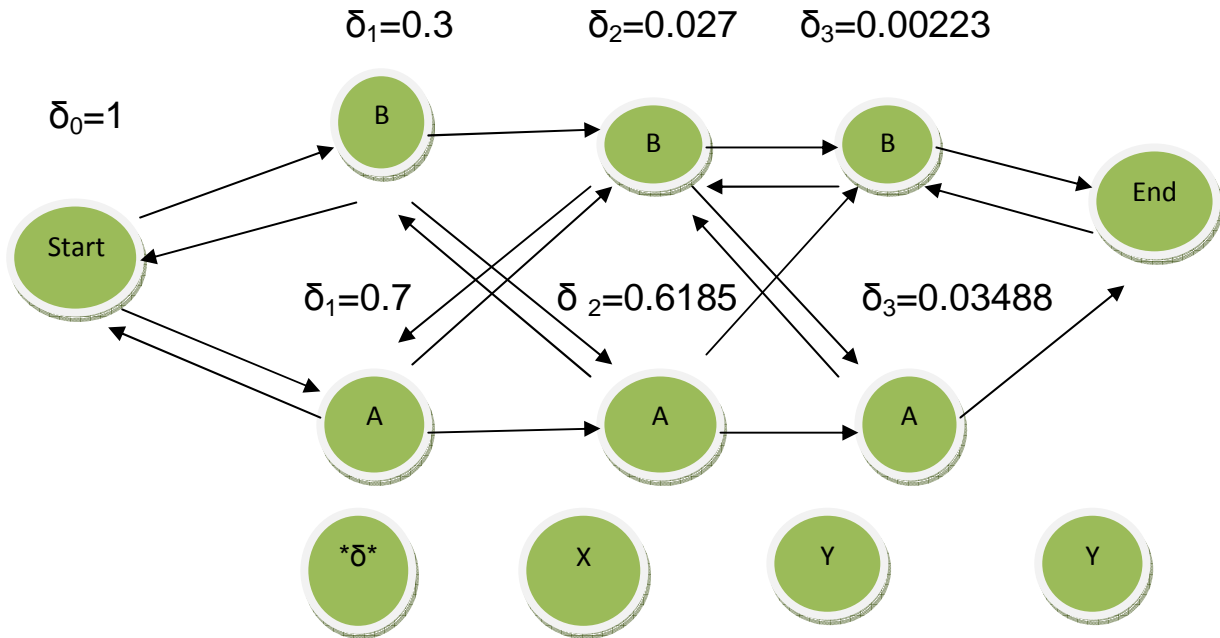 δ₁=0.3
δ₂=0.027
δ₃=0.00223
δ₀=1
B
B
B
End
Start
δ₁=0.7
δ ₂=0.6185
δ₃=0.03488
A
A
A
*δ*
X
Y
Y